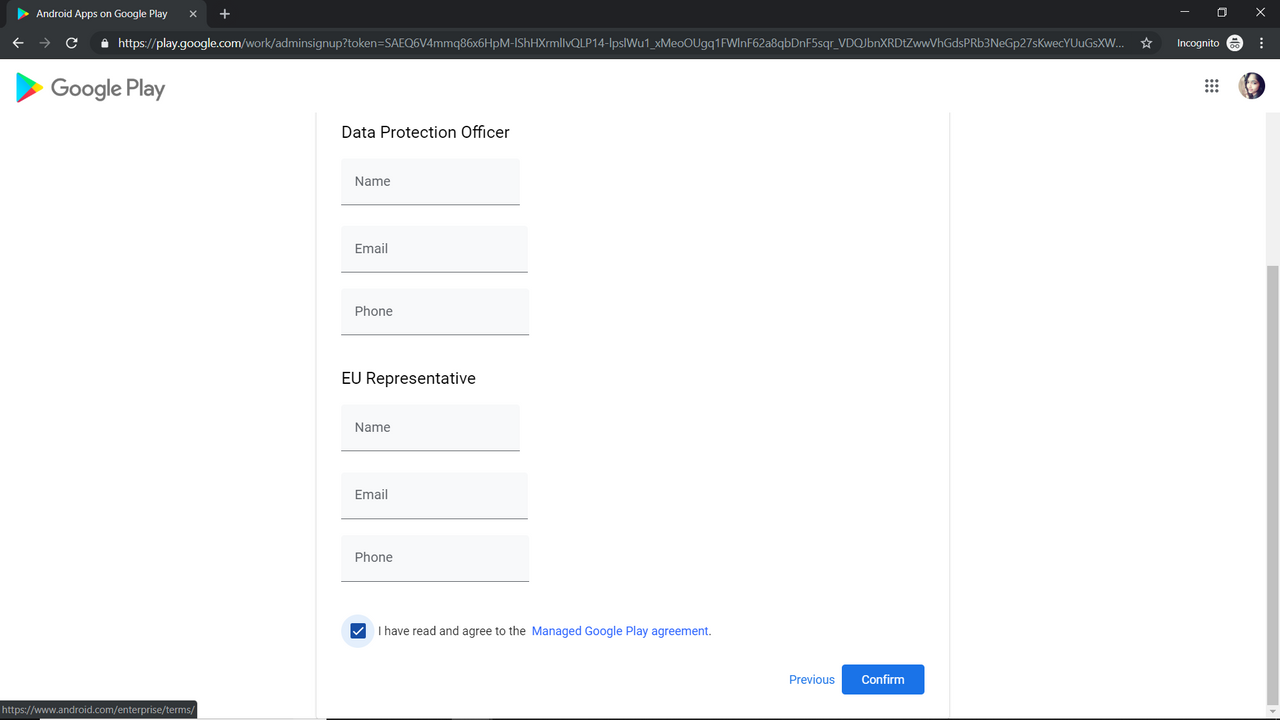 Android Apps on Google Play
https://play.google.com/work/adminsignup?token=SAEQ6V4mmq86x6HpM-IShHXrmlIvQLP14-lpslWu1_xMeoOUgq1FWlnF62a8qbDnF5sqr_VDQJbnXRDtZwwVhGdsPRb3NeGp27sKwecYUuGsXW...
Incognito
Google Play
Data Protection Officer
Name
Email
Phone
EU Representative
Name
Email
Phone
I have read and agree to the Managed Google Play agreement.
Previous
Confirm
https://www.android.com/enterprise/terms/